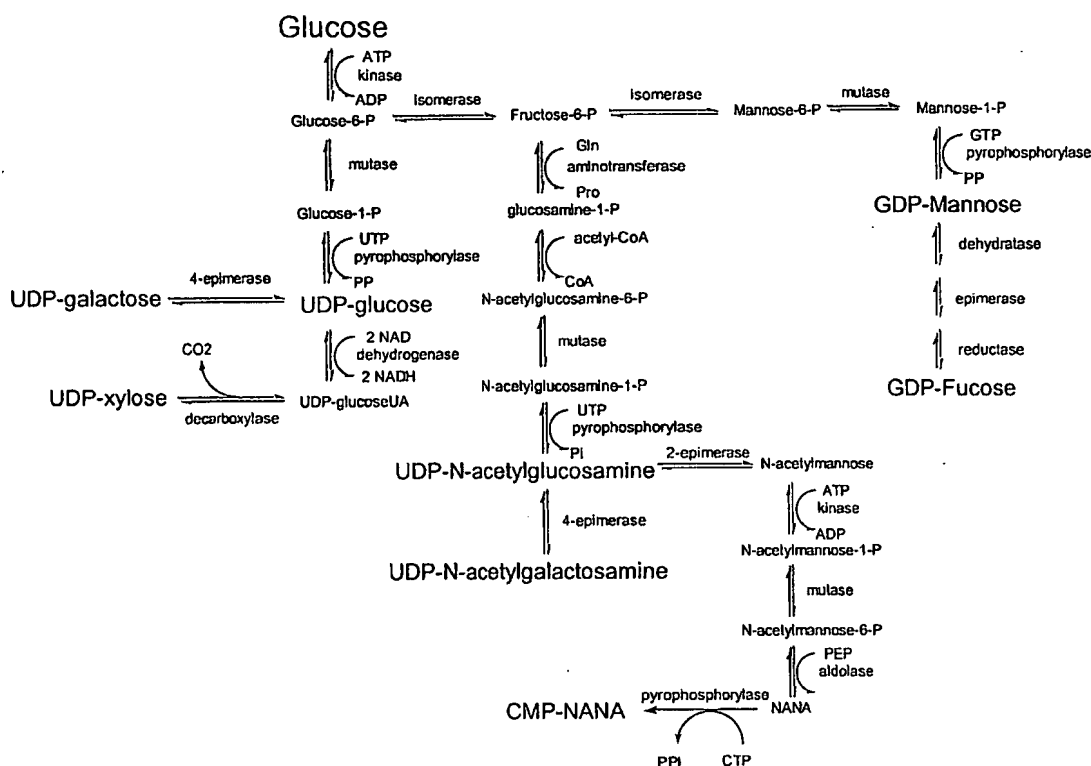 Glucose
ATP
kinase
ADP
Glucose-6-P
isomerase
Fructose-6-P
isomerase
Mannose-6-P
mutase
Mannose-1-P
mutase
Gln
aminotransferase
Pro
GTP
pyrophosphorylase
PP
Glucose-1-P
glucosamine-1-P
GDP-Mannose
UTP
pyrophosphorylase
PP
acetyl-CoA
CoA
dehydratase
UDP-galactose
4-epimerase
UDP-glucose
N-acetylglucosamine-6-P
epimerase
2 NAD
dehydrogenase
2 NADH
mutase
reductase
CO2
UDP-xylose
decarboxylase
UDP-glucoseUA
N-acetylglucosamine-1-P
GDP-Fucose
UTP
pyrophosphorylase
Pi
UDP-N-acetylglucosamine
2-epimerase
N-acetylmannose
4-epimerase
ATP
kinase
ADP
UDP-N-acetylgalactosamine
N-acetylmannose-1-P
mutase
N-acetylmannose-6-P
PEP
aldolase
CMP-NANA
pyrophosphorylase
NANA
PPi
CTP